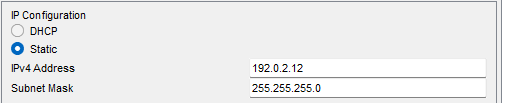 IP Configuration
DHCP
Static
IPv4 Address 192.0.2.12
Subnet Mask 255.255.255.0